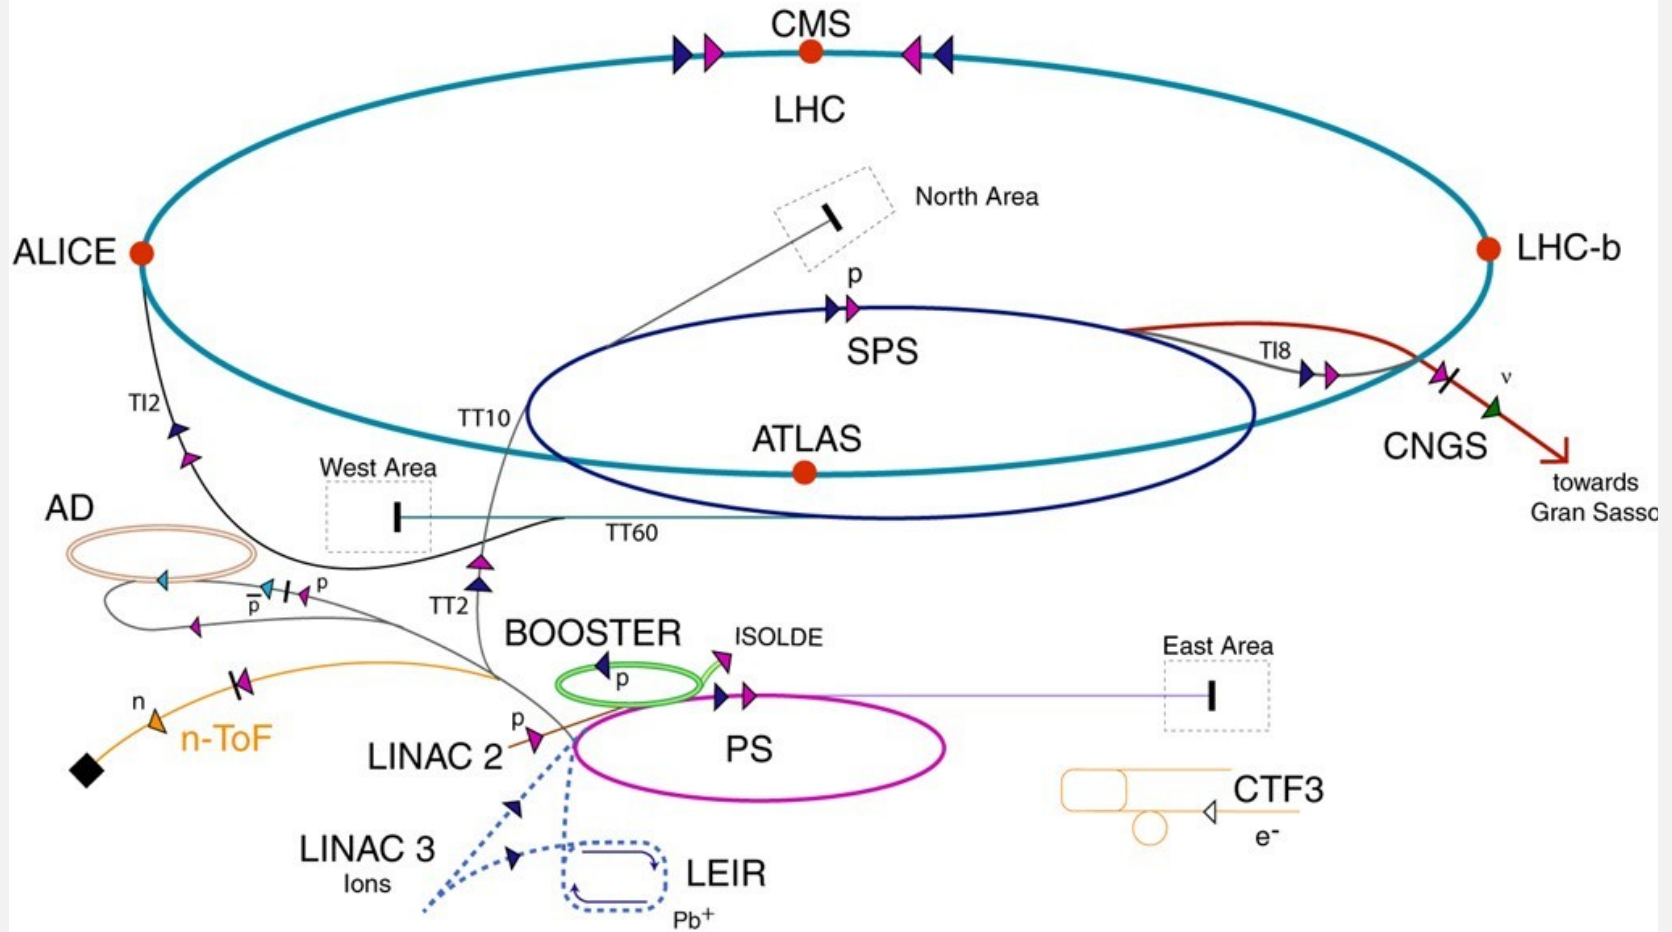 CMS
LHC
North Area
ALICE
LHC-b
p
SPS
TI8
ν
TI2
TT10
ATLAS
CNGS
West Area
towards
Gran Sasso
AD
TT60
p̅
p
TT2
BOOSTER
ISOLDE
East Area
p
n
p
n-ToF
LINAC 2
PS
CTF3
e⁻
LINAC 3
Ions
LEIR
Pb⁺